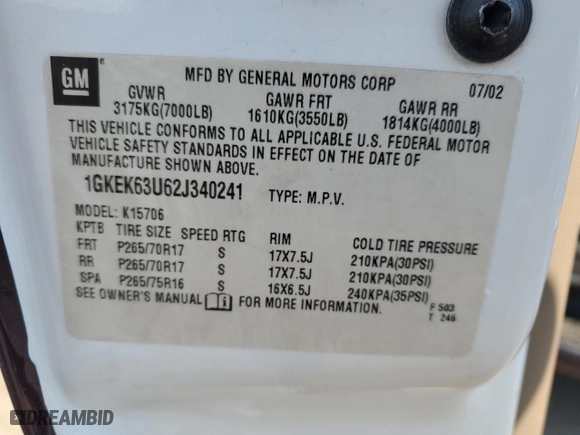 GM
®
MFD BY GENERAL MOTORS CORP 07/02
GVWR GAWR FRT GAWR RR
3175KG(7000LB) 1610KG(3550LB) 1814KG(4000LB)
THIS VEHICLE CONFORMS TO ALL APPLICABLE U.S. FEDERAL MOTOR
VEHICLE SAFETY STANDARDS IN EFFECT ON THE DATE OF
MANUFACTURE SHOWN ABOVE.
1GKEK63U62J340241 TYPE: M.P.V.
MODEL: K15706
KPTB TIRE SIZE SPEED RTG RIM COLD TIRE PRESSURE
FRT P265/70R17 S 17X7.5J 210KPA(30PSI)
RR P265/70R17 S 17X7.5J 210KPA(30PSI)
SPA P265/75R16 S 16X6.5J 240KPA(35PSI)
SEE OWNER'S MANUAL FOR MORE INFORMATION. F 503
T 246
DREAMBID